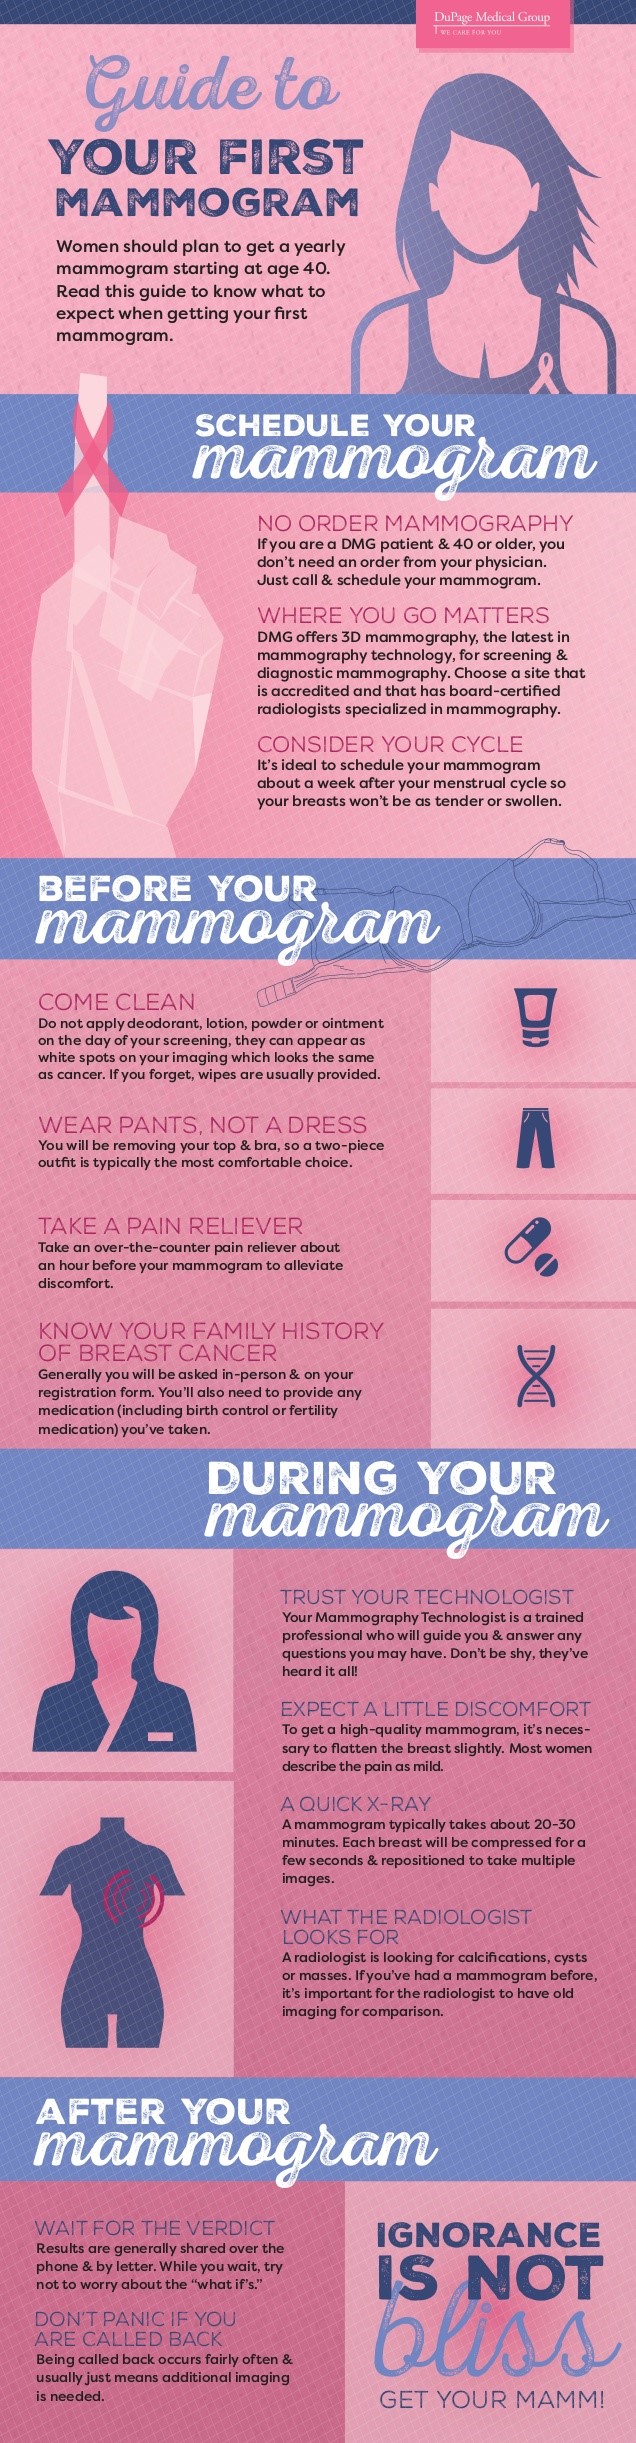 DuPage Medical Group
WE CARE FOR YOU
Guide to
YOUR FIRST
MAMMOGRAM
Women should plan to get a yearly
mammogram starting at age 40.
Read this guide to know what to
expect when getting your first
mammogram.
SCHEDULE YOUR
mammogram
NO ORDER MAMMOGRAPHY
If you are a DMG patient & 40 or older, you
don't need an order from your physician.
Just call & schedule your mammogram.
WHERE YOU GO MATTERS
DMG offers 3D mammography, the latest in
mammography technology, for screening &
diagnostic mammography. Choose a site that
is accredited and that has board-certified
radiologists specialized in mammography.
CONSIDER YOUR CYCLE
It's ideal to schedule your mammogram
about a week after your menstrual cycle so
your breasts won't be as tender or swollen.
BEFORE YOUR
mammogram
COME CLEAN
Do not apply deodorant, lotion, powder or ointment
on the day of your screening, they can appear as
white spots on your imaging which looks the same
as cancer. If you forget, wipes are usually provided.
WEAR PANTS, NOT A DRESS
You will be removing your top & bra, so a two-piece
outfit is typically the most comfortable choice.
TAKE A PAIN RELIEVER
Take an over-the-counter pain reliever about
an hour before your mammogram to alleviate
discomfort.
KNOW YOUR FAMILY HISTORY
OF BREAST CANCER
Generally you will be asked in-person & on your
registration form. You'll also need to provide any
medication (including birth control or fertility
medication) you've taken.
DURING YOUR
mammogram
TRUST YOUR TECHNOLOGIST
Your Mammography Technologist is a trained
professional who will guide you & answer any
questions you may have. Don't be shy, they've
heard it all!
EXPECT A LITTLE DISCOMFORT
To get a high-quality mammogram, it's neces-
sary to flatten the breast slightly. Most women
describe the pain as mild.
A QUICK X-RAY
A mammogram typically takes about 20-30
minutes. Each breast will be compressed for a
few seconds & repositioned to take multiple
images.
WHAT THE RADIOLOGIST
LOOKS FOR
A radiologist is looking for calcifications, cysts
or masses. If you've had a mammogram before,
it's important for the radiologist to have old
imaging for comparison.
AFTER YOUR
mammogram
WAIT FOR THE VERDICT
Results are generally shared over the
phone & by letter. While you wait, try
not to worry about the "what if's."
DON'T PANIC IF YOU
ARE CALLED BACK
Being called back occurs fairly often &
usually just means additional imaging
is needed.
IGNORANCE
IS NOT
bliss
GET YOUR MAMM!